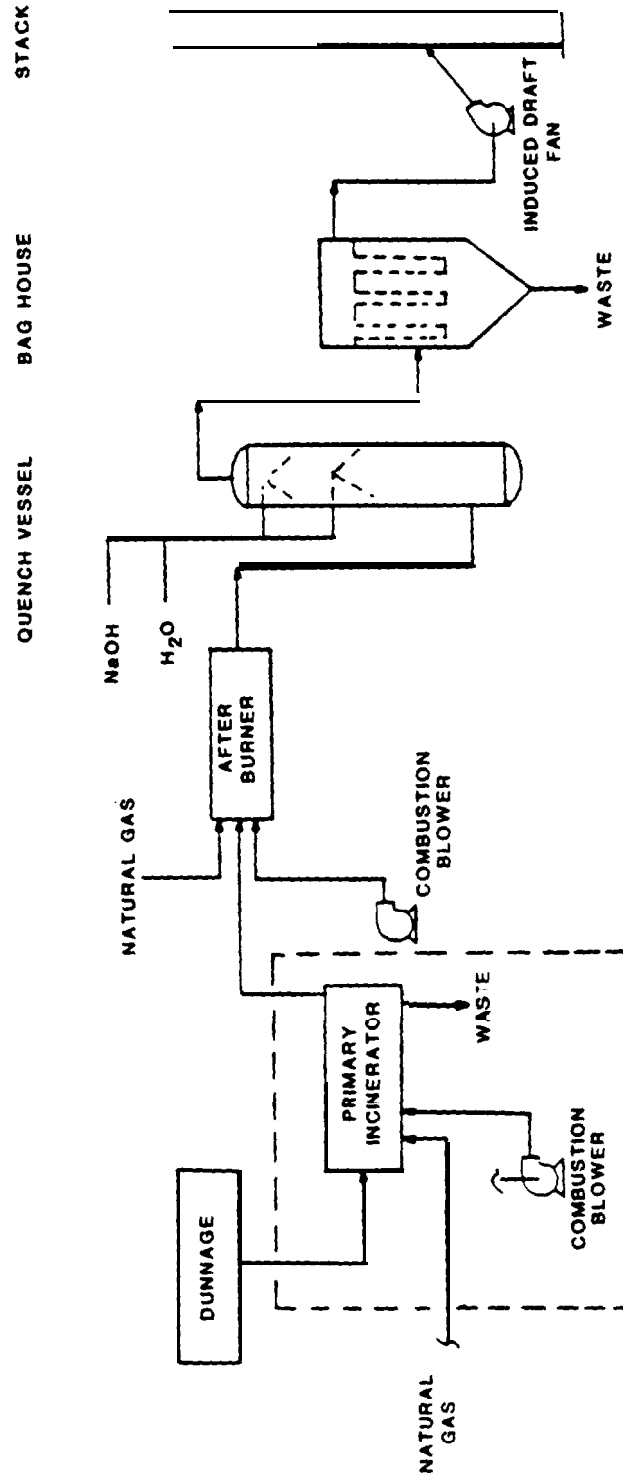 QUENCH VESSEL
BAG HOUSE
STACK
NaOH
H₂O
NATURAL GAS
AFTER
BURNER
DUNNAGE
PRIMARY
INCINERATOR
COMBUSTION
BLOWER
WASTE
INDUCED DRAFT
FAN
WASTE
NATURAL
GAS
COMBUSTION
BLOWER